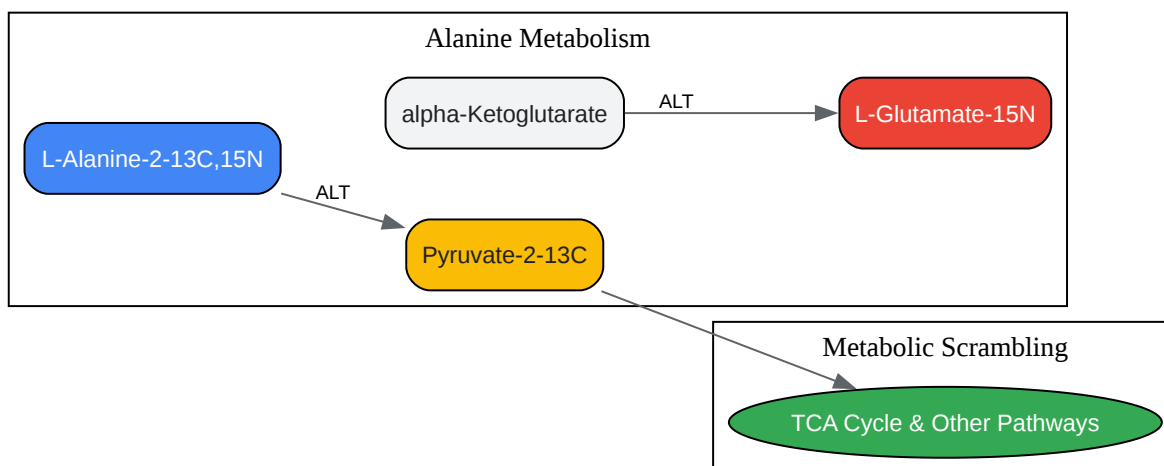 Alanine Metabolism
alpha-Ketoglutarate
ALT
L-Glutamate-15N
L-Alanine-2-13C,15N
ALT
Pyruvate-2-13C
Metabolic Scrambling
TCA Cycle & Other Pathways